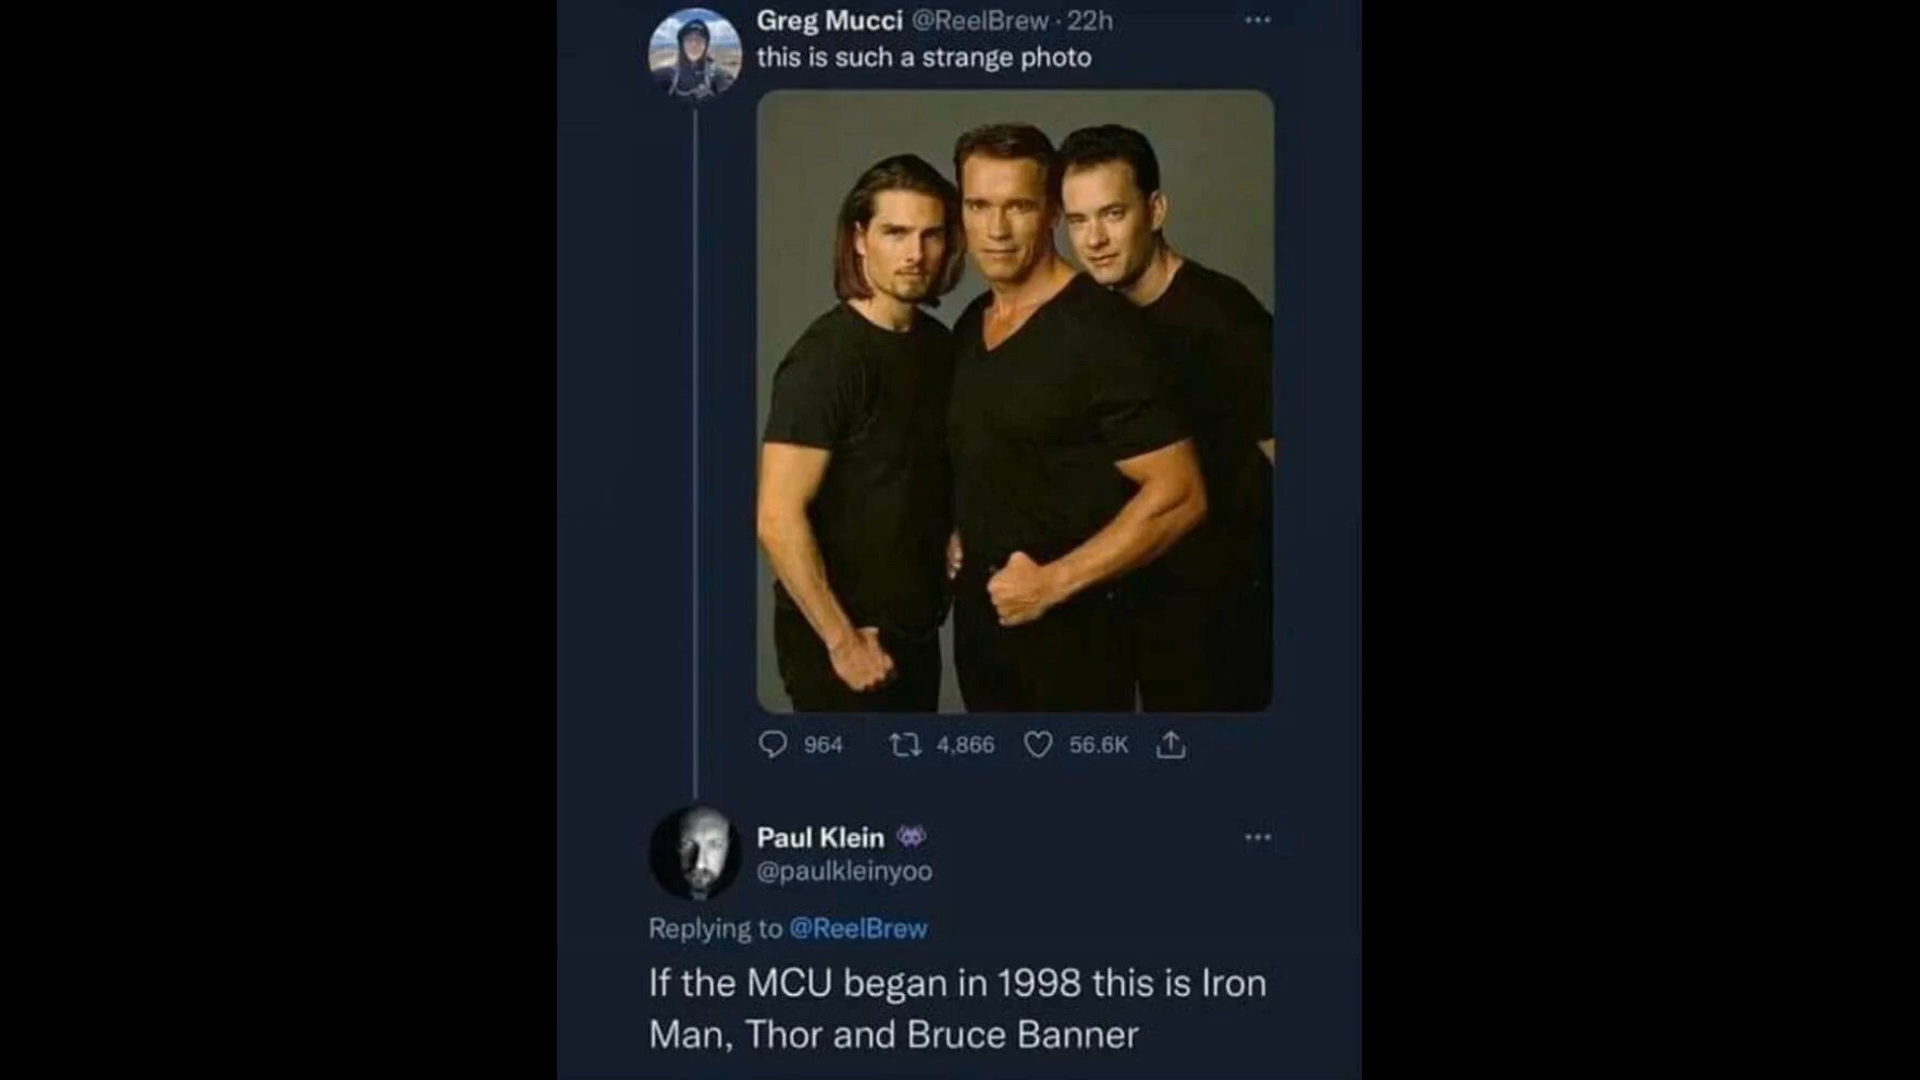 Greg Mucci @ReelBrew · 22h
this is such a strange photo
964 4,866 56.6K
Paul Klein
@paulkleinyoo
Replying to @ReelBrew
If the MCU began in 1998 this is Iron
Man, Thor and Bruce Banner